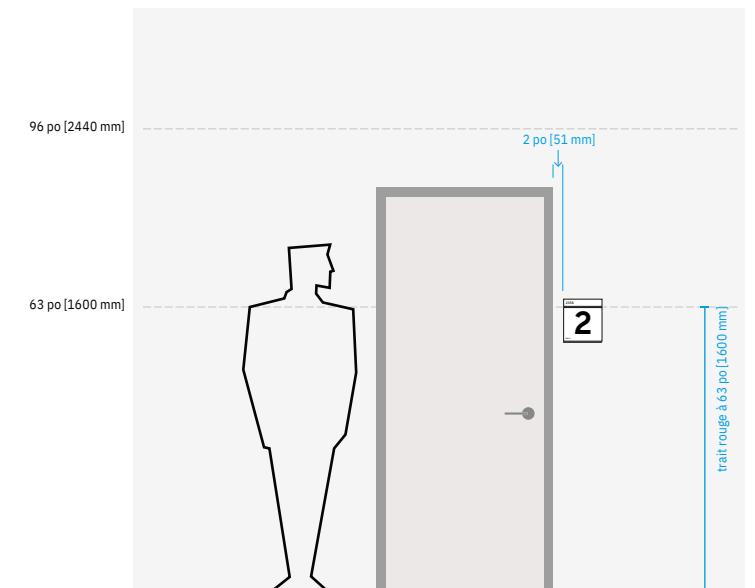 96 po [2440 mm]
2 po [51 mm]
63 po [1600 mm]
2
trait rouge à 63 po [1600 mm]